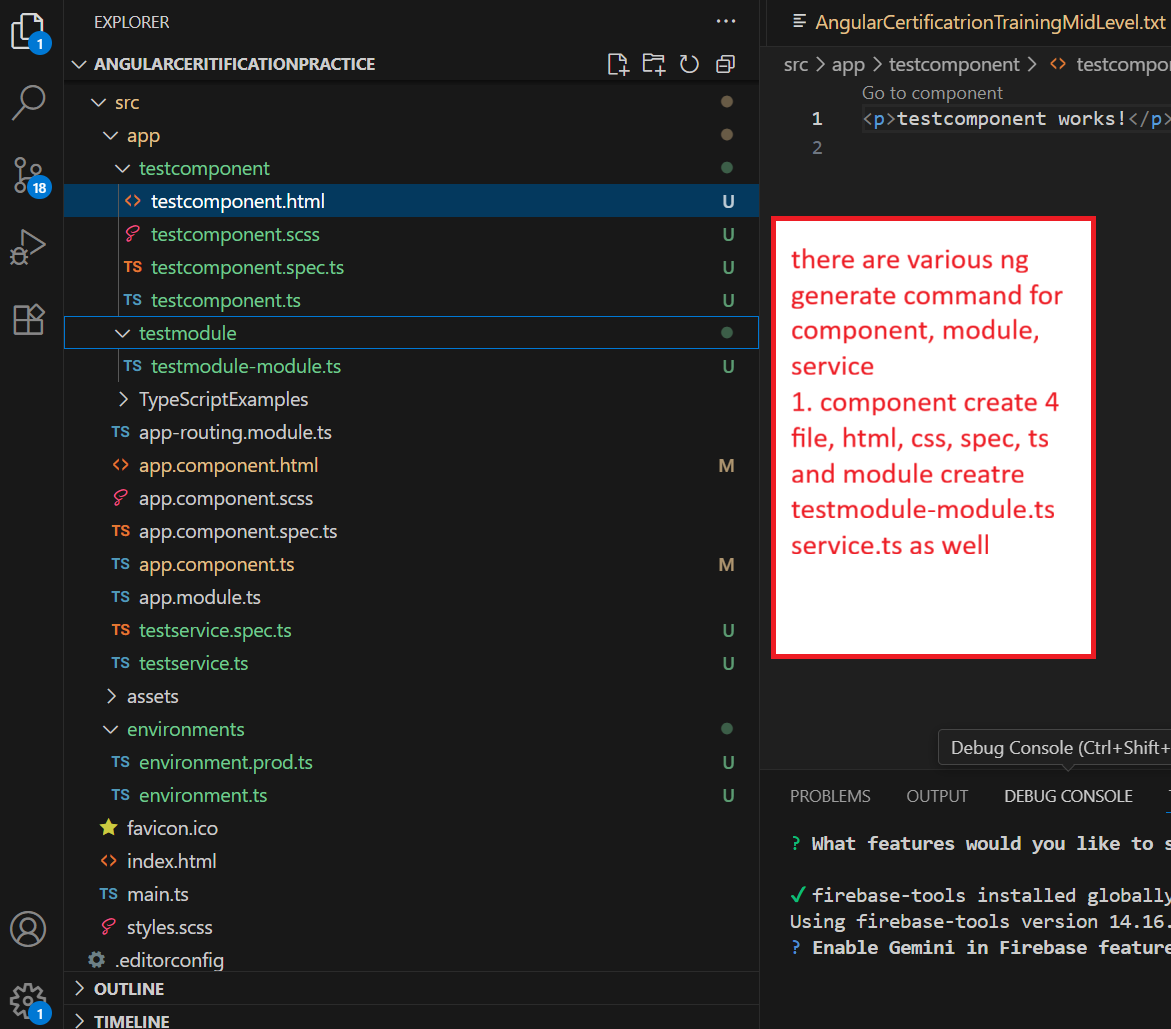 1
18
1
EXPLORER
ANGULARCERITIFICATIONPRACTICE
src
app
testcomponent
testcomponent.html U
testcomponent.scss U
TS testcomponent.spec.ts U
TS testcomponent.ts U
testmodule
TS testmodule-module.ts U
TypeScriptExamples
TS app-routing.module.ts
app.component.html M
app.component.scss
TS app.component.spec.ts
TS app.component.ts M
TS app.module.ts
TS testservice.spec.ts U
TS testservice.ts U
assets
environments
TS environment.prod.ts U
TS environment.ts U
favicon.ico
index.html
TS main.ts
styles.scss
.editorconfig
OUTLINE
TIMELINE
AngularCertificatrionTrainingMidLevel.txt
src > app > testcomponent > <> testcompo
Go to component
1 <p>testcomponent works!</p>
2
there are various ng
generate command for
component, module,
service
1. component create 4
file, html, css, spec, ts
and module creatre
testmodule-module.ts
service.ts as well
Debug Console (Ctrl+Shift+
PROBLEMS OUTPUT DEBUG CONSOLE
? What features would you like to s
✓ firebase-tools installed globally
Using firebase-tools version 14.16.
? Enable Gemini in Firebase feature